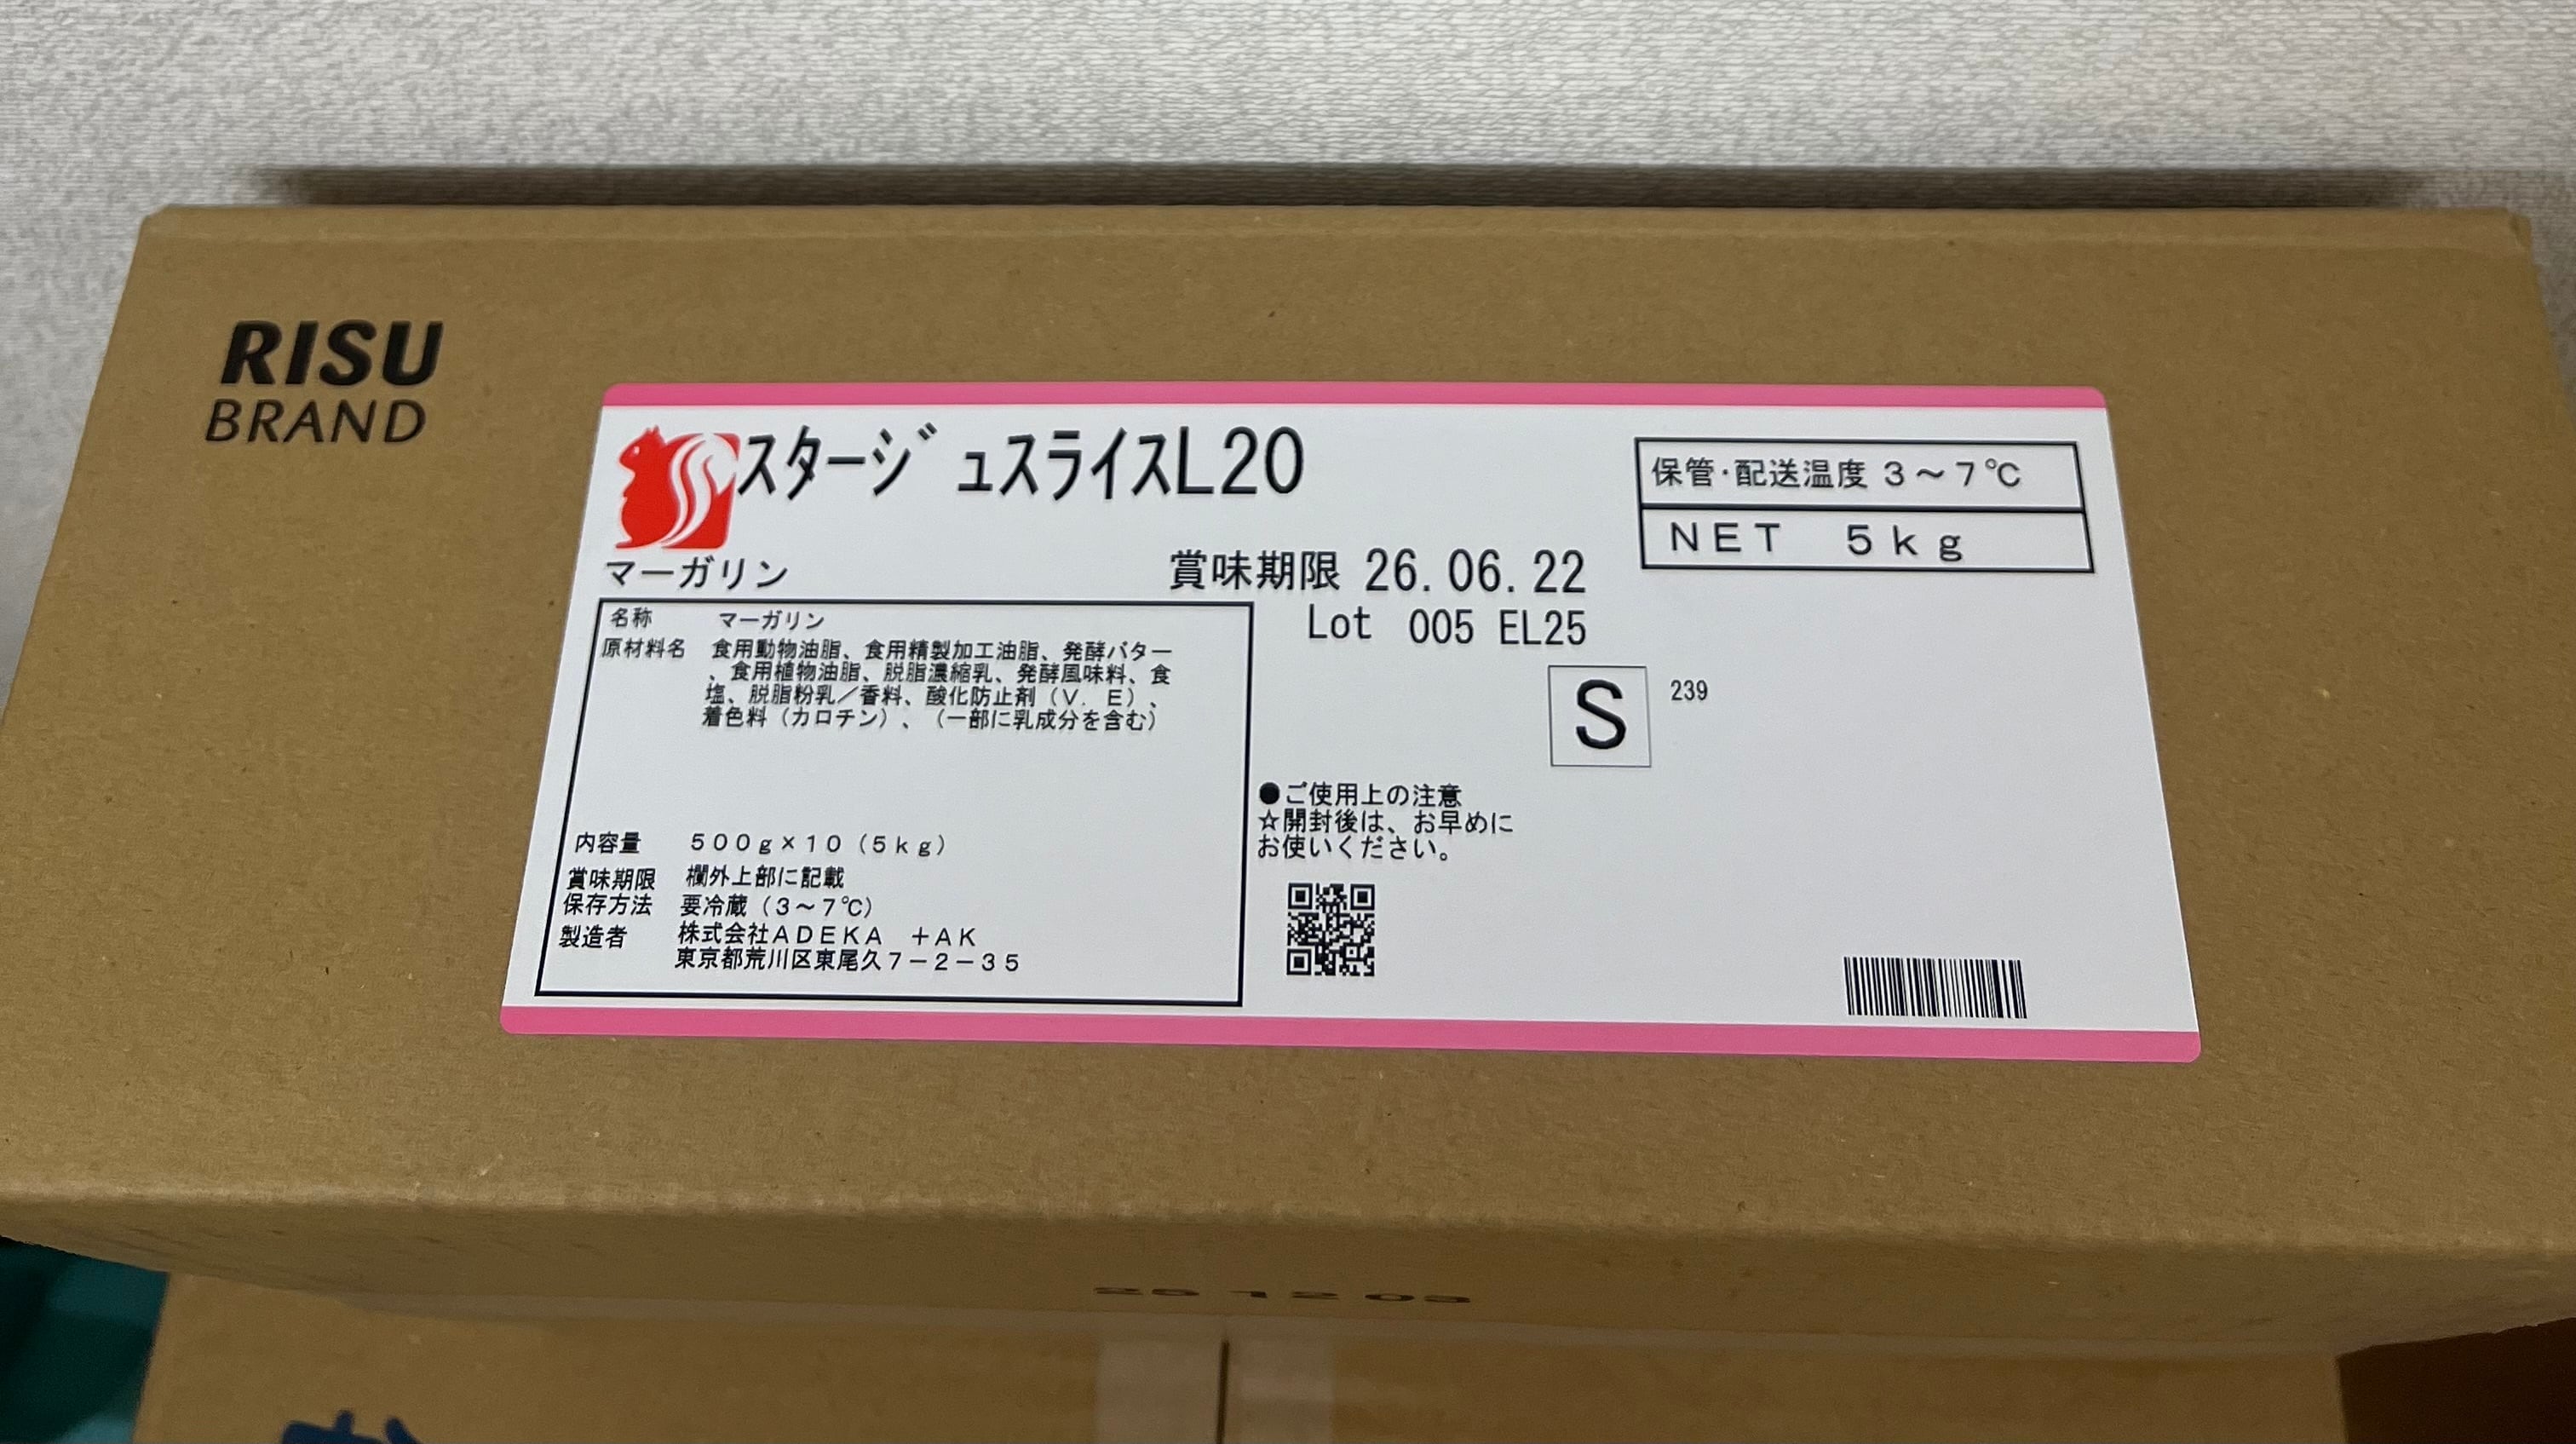 RISU
BRAND
スタージュスライスL20
保管・配送温度 3～7℃
NET 5kg
マーガリン
賞味期限 26.06.22
Lot 005 EL25
S 239
名称 マーガリン
原材料名 食用動物油脂、食用精製加工油脂、発酵バター
、食用植物油脂、脱脂濃縮乳、発酵風味料、食
塩、脱脂粉乳／香料、酸化防止剤（V．E）、
着色料（カロチン）、（一部に乳成分を含む）
内容量 500g×10（5kg）
賞味期限 欄外上部に記載
保存方法 要冷蔵（3～7℃）
製造者 株式会社ADEKA +AK
東京都荒川区東尾久7－2－35
●ご使用上の注意
☆開封後は、お早めに
お使いください。